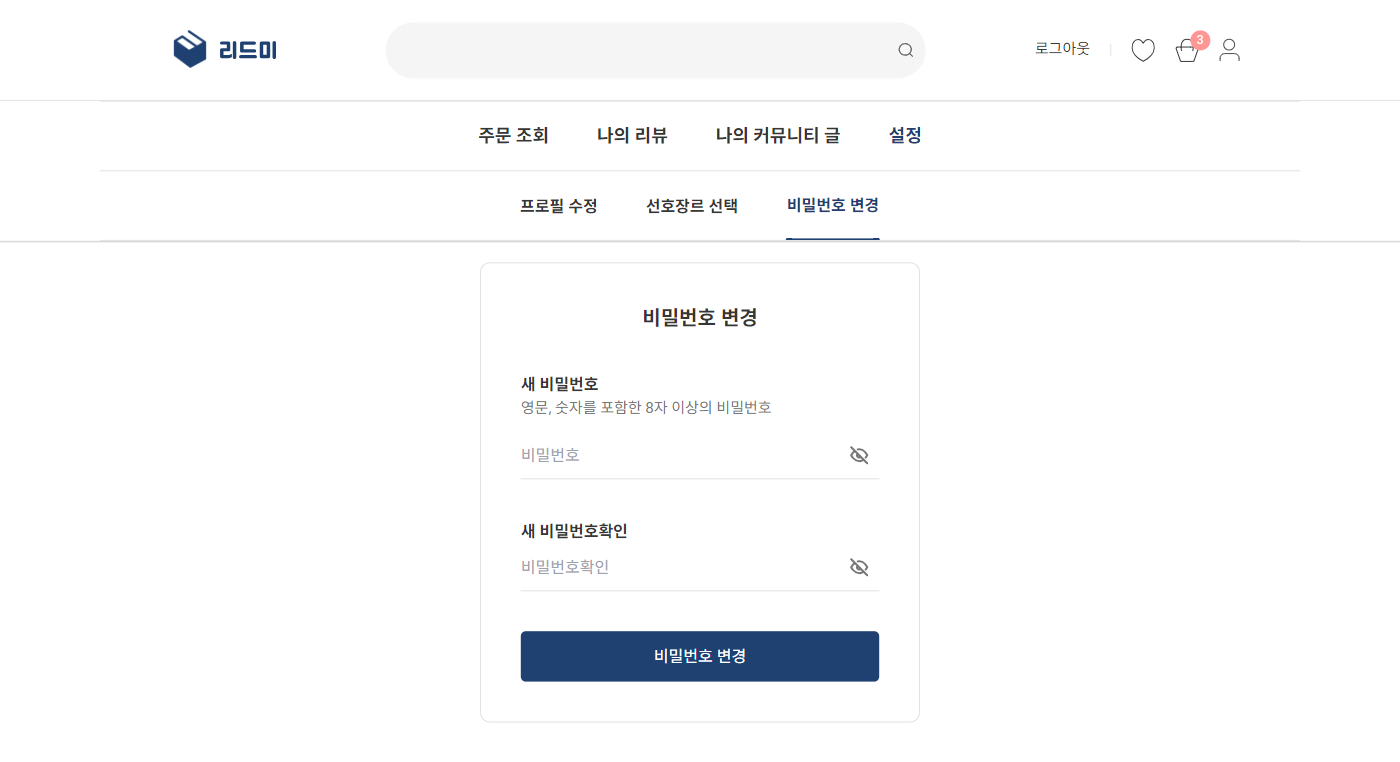 리드미
로그아웃
3
주문 조회 나의 리뷰 나의 커뮤니티 글 설정
프로필 수정 선호장르 선택 비밀번호 변경
비밀번호 변경
새 비밀번호
영문, 숫자를 포함한 8자 이상의 비밀번호
비밀번호
새 비밀번호확인
비밀번호확인
비밀번호 변경